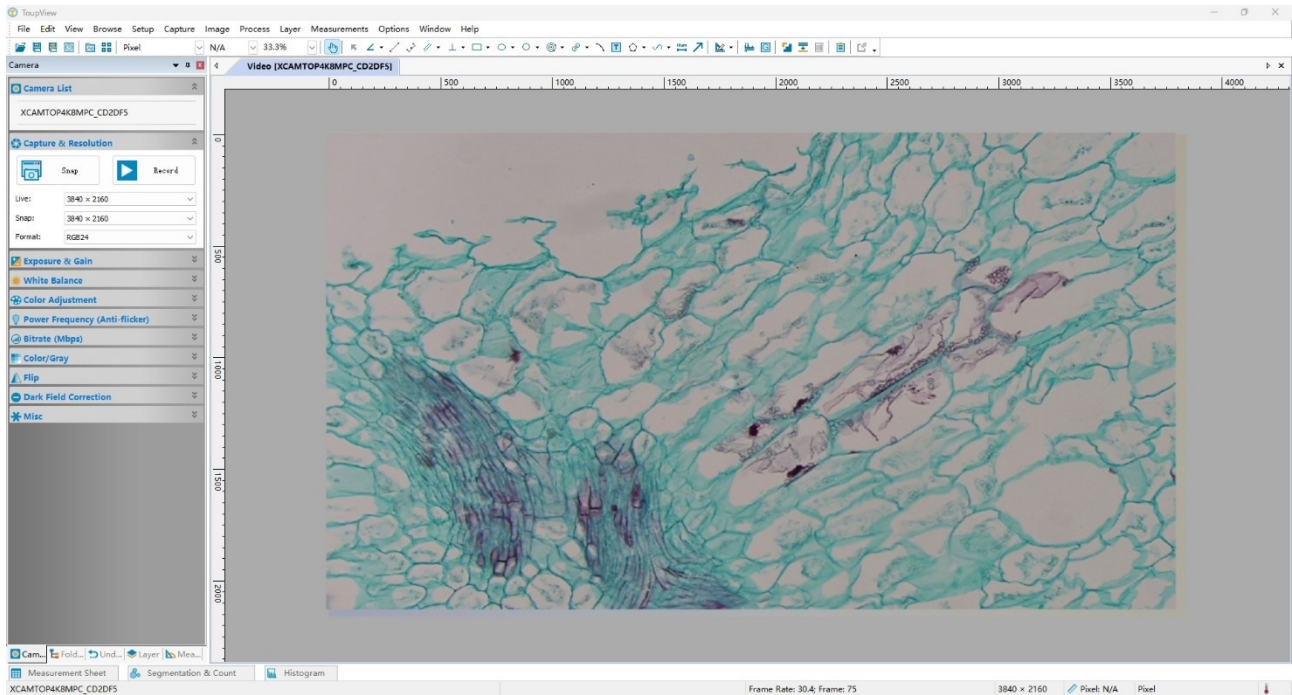 ToupView
File Edit View Browse Setup Capture Image Process Layer Measurements Options Window Help
Pixel N/A 33.3%
Camera
Video [XCAMTOP4K8MPC_CD2DF5]
0 500 1000 1500 2000 2500 3000 3500 4000
Camera List
XCAMTOP4K8MPC_CD2DF5
Capture & Resolution
Snap Record
Live: 3840 × 2160
Snap: 3840 × 2160
Format: RGB24
Exposure & Gain
White Balance
Color Adjustment
Power Frequency (Anti-flicker)
Bitrate (Mbps)
Color/Gray
Flip
Dark Field Correction
Misc
0
500
1000
1500
2000
Cam... Fold... Und... Layer Mea...
Measurement Sheet Segmentation & Count Histogram
XCAMTOP4K8MPC_CD2DF5 Frame Rate: 30.4; Frame: 75 3840 × 2160 Pixel: N/A Pixel